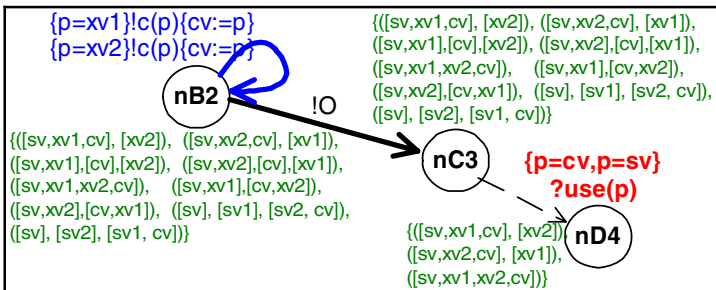 {p=xv1}!c(p){cv:=p}
{p=xv2}!c(p){cv:=p}
{([sv,xv1,cv], [xv2]), ([sv,xv2,cv], [xv1]),
([sv,xv1],[cv],[xv2]), ([sv,xv2],[cv],[xv1]),
([sv,xv1,xv2,cv]), ([sv,xv1],[cv,xv2]),
([sv,xv2],[cv,xv1]), ([sv], [sv1], [sv2, cv]),
([sv], [sv2], [sv1, cv])}
nB2
!O
{([sv,xv1,cv], [xv2]), ([sv,xv2,cv], [xv1]),
([sv,xv1],[cv],[xv2]), ([sv,xv2],[cv],[xv1]),
([sv,xv1,xv2,cv]), ([sv,xv1],[cv,xv2]),
([sv,xv2],[cv,xv1]), ([sv], [sv1], [sv2, cv]),
([sv], [sv2], [sv1, cv])}
nC3
{p=cv,p=sv}
?use(p)
nD4
{([sv,xv1,cv], [xv2]),
([sv,xv2,cv], [xv1]),
([sv,xv1,xv2,cv])}